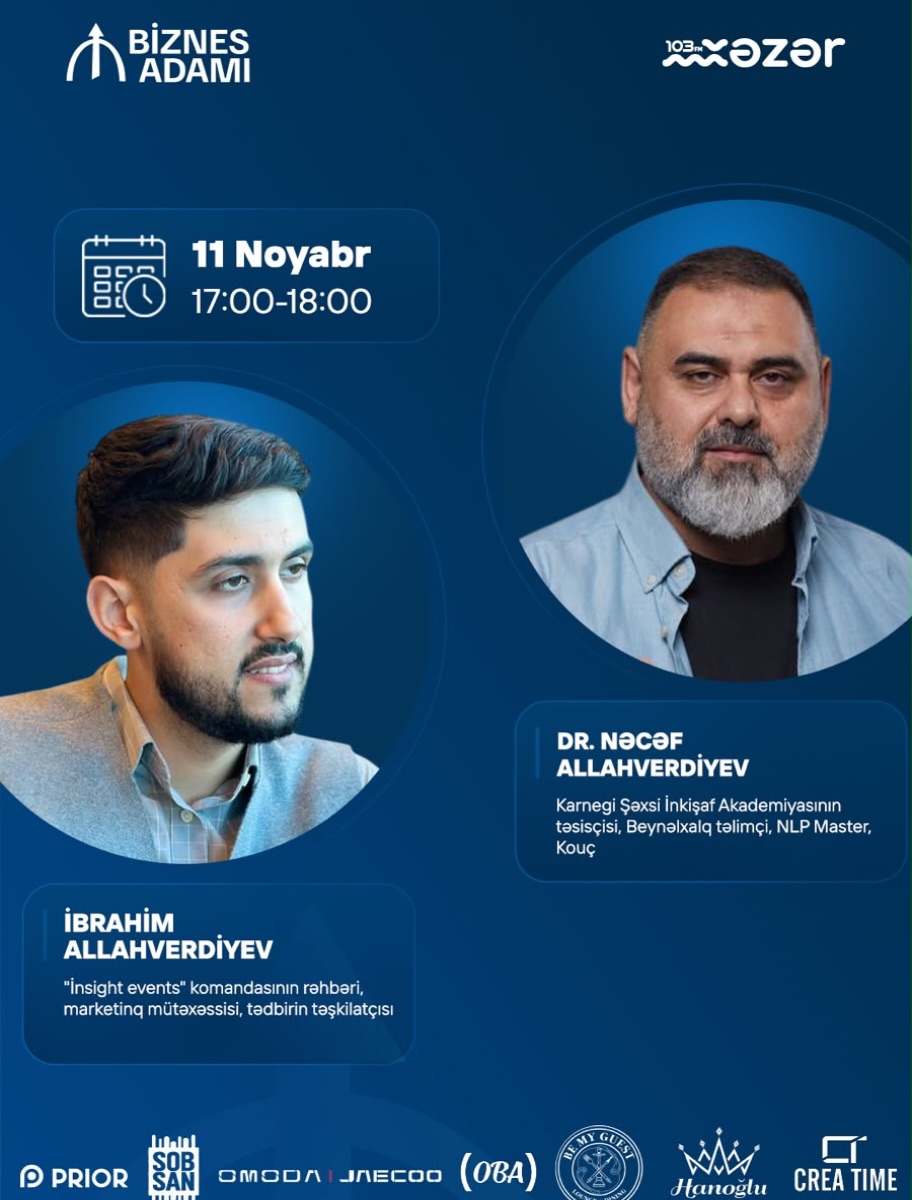 BİZNES
ADAMI
103FM
xəzər
11 Noyabr
17:00-18:00
DR. NƏCƏF
ALLAHVERDİYEV
Karnegi Şəxsi İnkişaf Akademiyasının
təsisçisi, Beynəlxalq təlimçi, NLP Master,
Kouç
İBRAHİM
ALLAHVERDİYEV
"İnsight events" komandasının rəhbəri,
marketinq mütəxəssisi, tədbirin təşkilatçısı
PRIOR
SOB
SAN
OMODA | JAECOO
(OBA)
BE MY GUEST
LOUNGE & DINING
Hanoğlu
CREA TIME